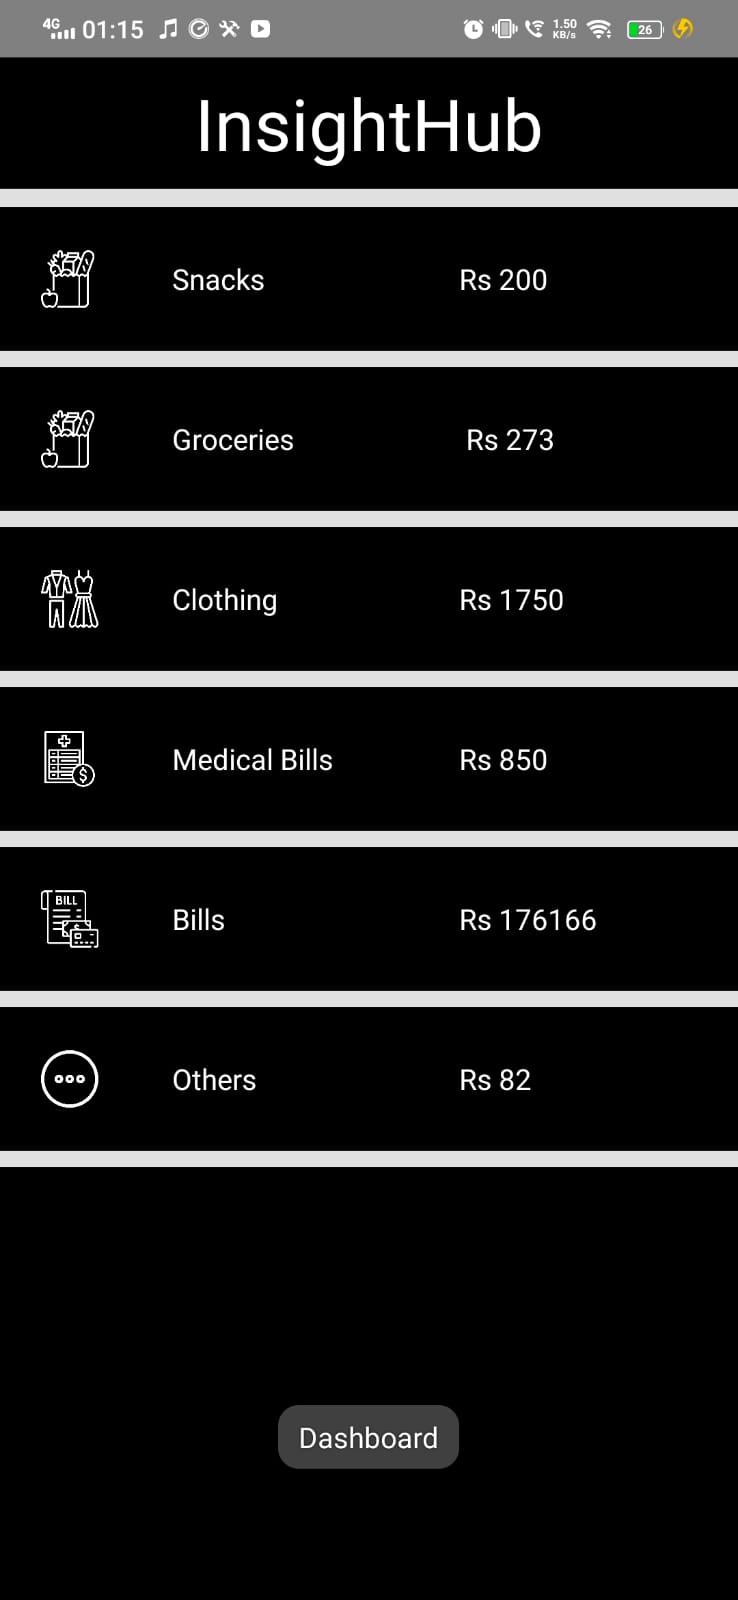 4G 01:15 1.50 KB/s 26
InsightHub
Snacks Rs 200
Groceries Rs 273
Clothing Rs 1750
Medical Bills Rs 850
BILL
Bills Rs 176166
Others Rs 82
Dashboard